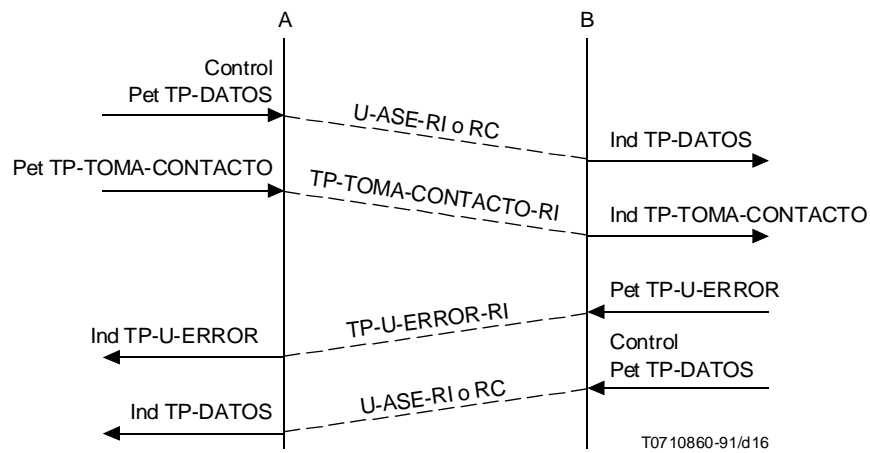 A
B
Control
Pet TP-DATOS
U-ASE-RI o RC
Ind TP-DATOS
Pet TP-TOMA-CONTACTO
TP-TOMA-CONTACTO-RI
Ind TP-TOMA-CONTACTO
Pet TP-U-ERROR
TP-U-ERROR-RI
Ind TP-U-ERROR
Control
Pet TP-DATOS
U-ASE-RI o RC
Ind TP-DATOS
T0710860-91/d16